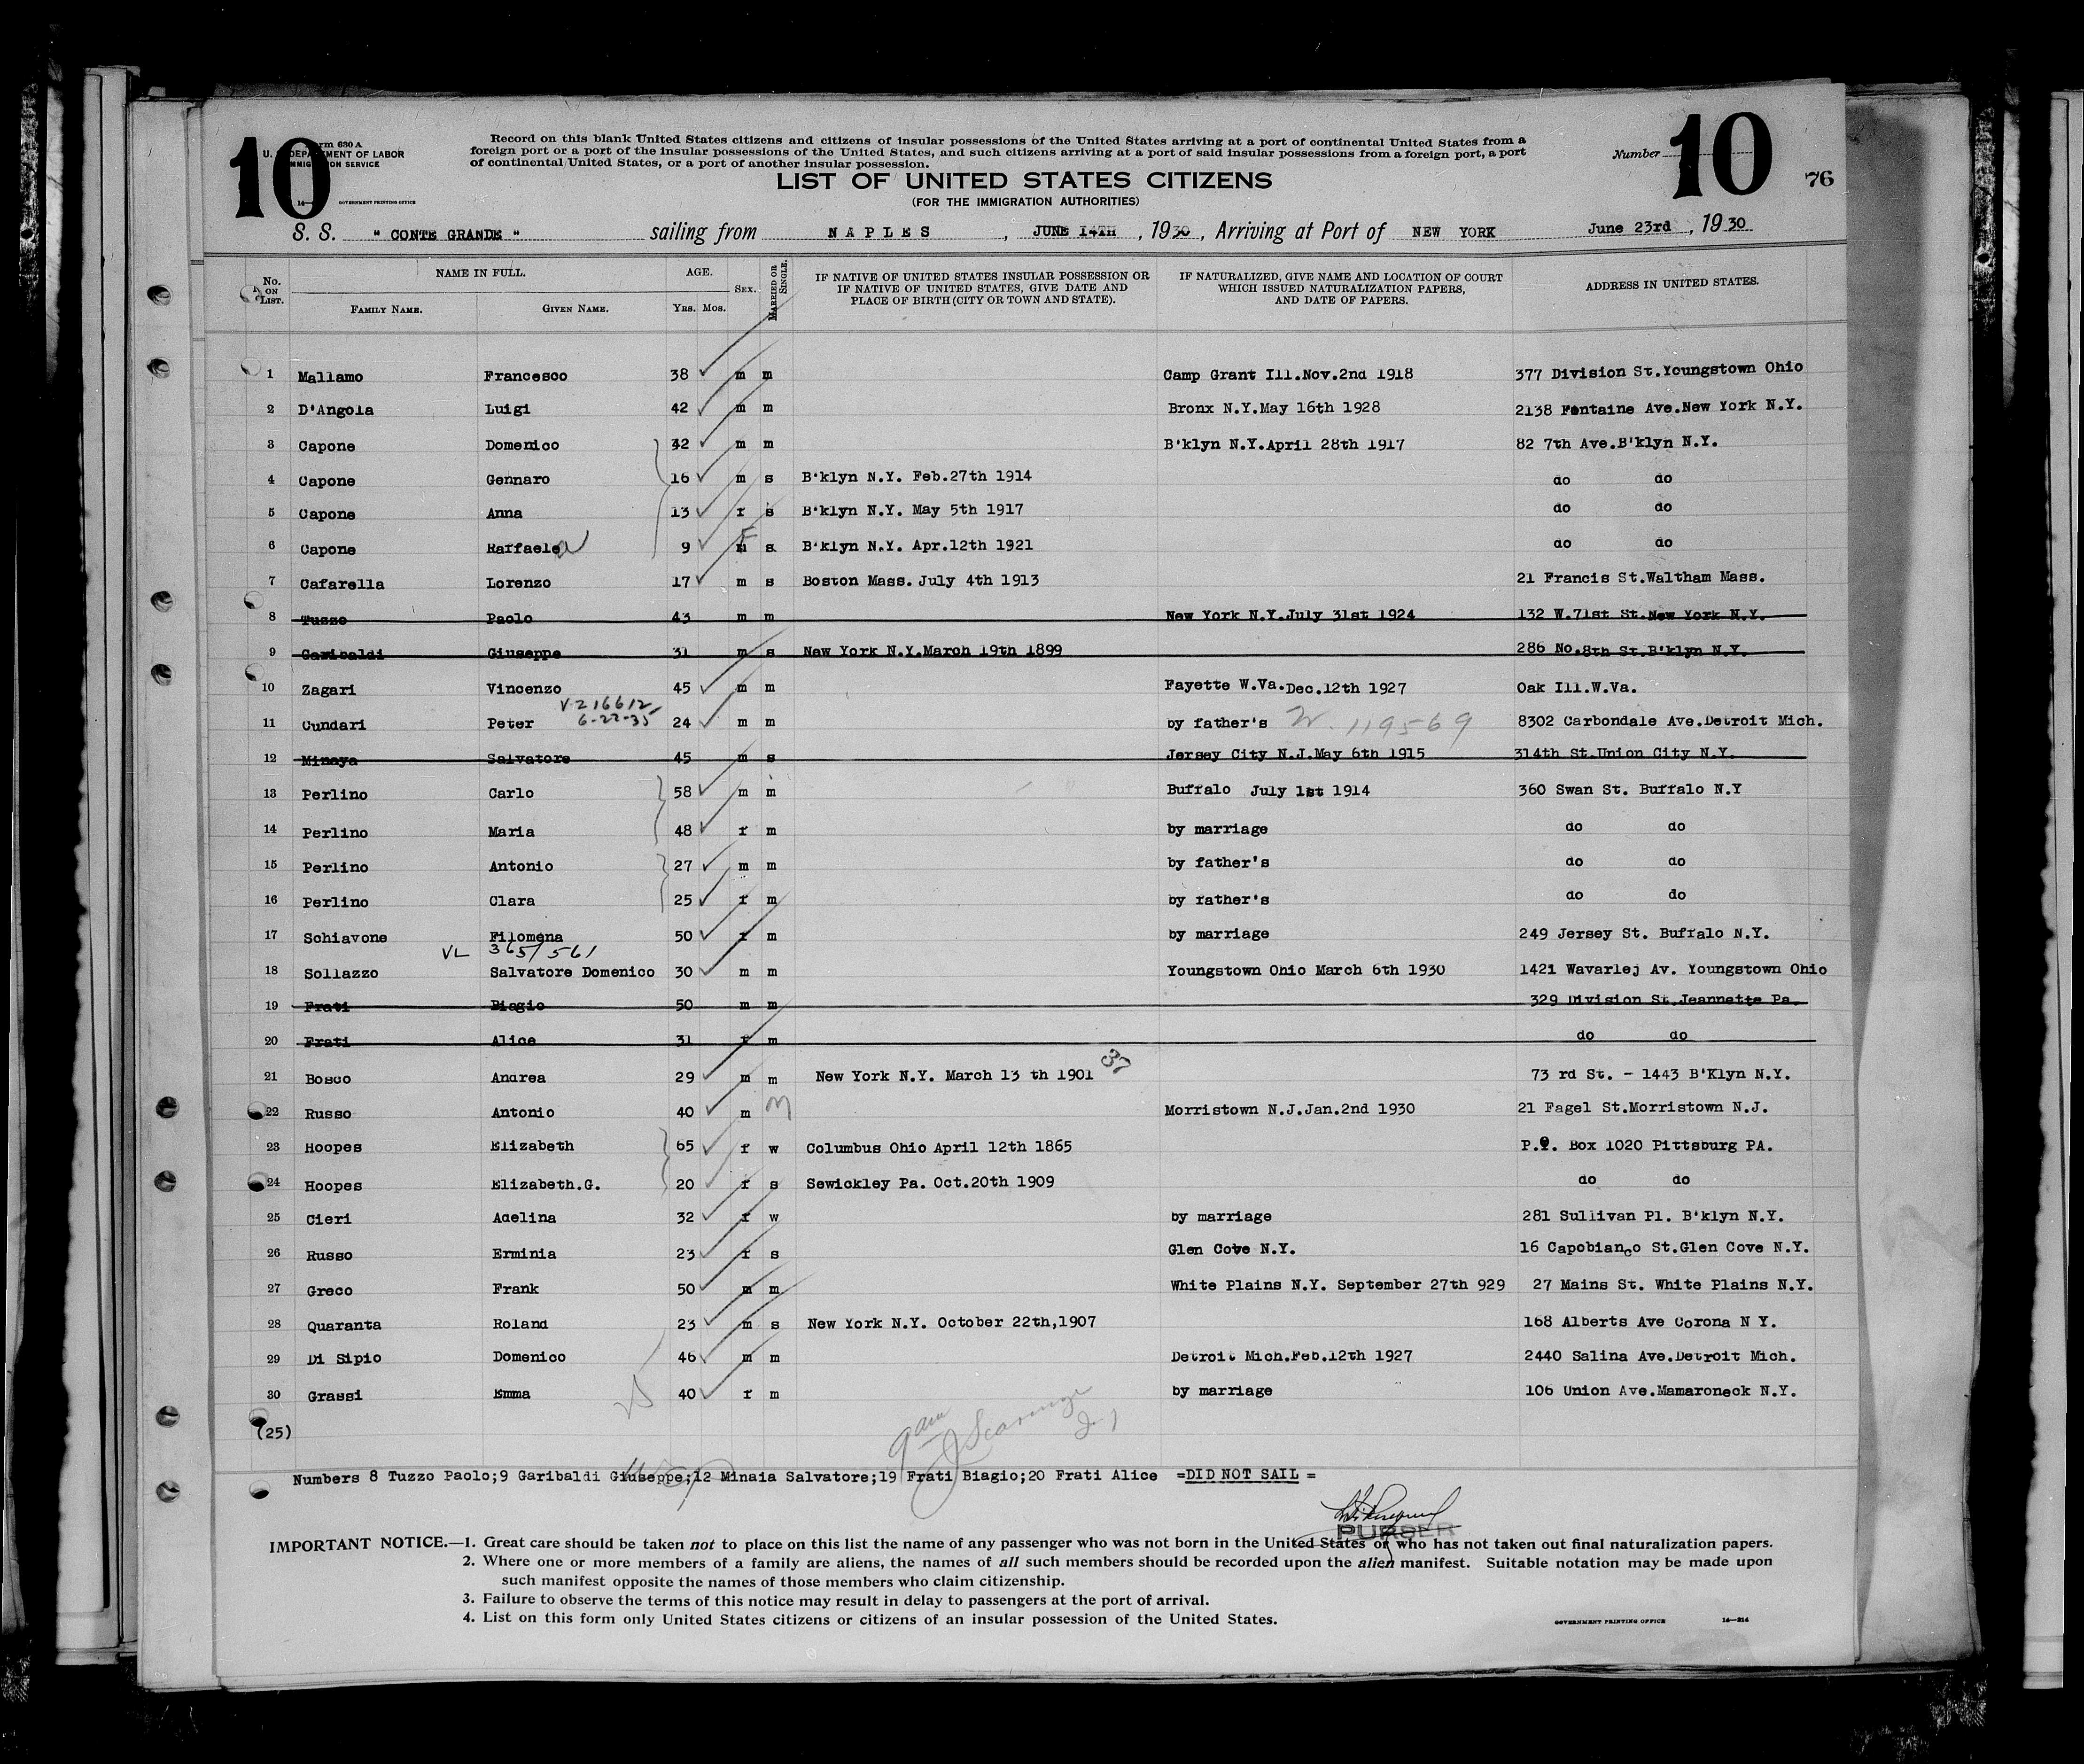 10
Form 630 A
U. S. DEPARTMENT OF LABOR
IMMIGRATION SERVICE
14— GOVERNMENT PRINTING OFFICE
Record on this blank United States citizens and citizens of insular possessions of the United States arriving at a port of continental United States from a
foreign port or a port of the insular possessions of the United States, and such citizens arriving at a port of said insular possessions from a foreign port, a port
of continental United States, or a port of another insular possession.
Number 10 76
LIST OF UNITED STATES CITIZENS
(FOR THE IMMIGRATION AUTHORITIES)
S. S. " CONTE GRANDE " sailing from NAPLES, JUNE 14TH, 1930, Arriving at Port of NEW YORK June 23rd, 1930
No. ON LIST. NAME IN FULL. FAMILY NAME. GIVEN NAME. AGE. YRS. MOS. SEX. MARRIED OR SINGLE. IF NATIVE OF UNITED STATES INSULAR POSSESSION OR IF NATIVE OF UNITED STATES, GIVE DATE AND PLACE OF BIRTH (CITY OR TOWN AND STATE). IF NATURALIZED, GIVE NAME AND LOCATION OF COURT WHICH ISSUED NATURALIZATION PAPERS, AND DATE OF PAPERS. ADDRESS IN UNITED STATES.
1 Mallamo Francesco 38 m m Camp Grant Ill.Nov.2nd 1918 377 Division St.Youngstown Ohio
2 D'Angola Luigi 42 m m Bronx N.Y.May 16th 1928 2138 Fontaine Ave.New York N.Y.
3 Capone Domenico 42 m m B'klyn N.Y.April 28th 1917 82 7th Ave.B'klyn N.Y.
4 Capone Gennaro 16 m s B'klyn N.Y. Feb.27th 1914 do do
5 Capone Anna 13 f s B'klyn N.Y. May 5th 1917 do do
6 Capone Raffaele a 9 m F s B'klyn N.Y. Apr.12th 1921 do do
7 Cafarella Lorenzo 17 m s Boston Mass. July 4th 1913 21 Francis St.Waltham Mass.
8 Tuzzo Paolo 43 m m New York N.Y.July 31st 1924 132 W.71st St.New York N.Y.
9 Garibaldi Giuseppe 31 m s New York N.Y.March 19th 1899 286 No.8th St.B'klyn N.Y.
10 Zagari Vincenzo 45 m m Fayette W.Va.Dec.12th 1927 Oak Ill.W.Va.
V-216612
6-22-35
11 Cundari Peter 24 m m by father's 119569 8302 Carbondale Ave.Detroit Mich.
12 Minaya Salvatore 45 m s Jersey City N.J.May 6th 1915 314th St.Union City N.Y.
13 Perlino Carlo 58 m m Buffalo July 1st 1914 360 Swan St. Buffalo N.Y
14 Perlino Maria 48 f m by marriage do do
15 Perlino Antonio 27 m m by father's do do
16 Perlino Clara 25 f m by father's do do
17 Schiavone Filomena 50 f m by marriage 249 Jersey St. Buffalo N.Y.
VL 365/561
18 Sollazzo Salvatore Domenico 30 m m Youngstown Ohio March 6th 1930 1421 Wavarlej Av. Youngstown Ohio
19 Frati Biagio 50 m m 329 Division St.Jeannette Pa.
20 Frati Alice 31 f m do do
21 Bosco Andrea 29 m m New York N.Y. March 13 th 1901 37 73 rd St. - 1443 B'Klyn N.Y.
22 Russo Antonio 40 m M Morristown N.J.Jan.2nd 1930 21 Fagel St.Morristown N.J.
23 Hoopes Elizabeth 65 f w Columbus Ohio April 12th 1865 P.O. Box 1020 Pittsburg PA.
24 Hoopes Elizabeth.G. 20 f s Sewickley Pa. Oct.20th 1909 do do
25 Cieri Adelina 32 f w by marriage 281 Sullivan Pl. B'klyn N.Y.
26 Russo Erminia 23 f s Glen Cove N.Y. 16 Capobianco St.Glen Cove N.Y.
27 Greco Frank 50 m m White Plains N.Y. September 27th 929 27 Mains St. White Plains N.Y.
28 Quaranta Roland 23 m s New York N.Y. October 22th,1907 168 Alberts Ave Corona N Y.
29 Di Sipio Domenico 46 m m Detroit Mich.Feb.12th 1927 2440 Salina Ave.Detroit Mich.
30 Grassi Emma 40 f m by marriage 106 Union Ave.Mamaroneck N.Y.
(25)
Numbers 8 Tuzzo Paolo;9 Garibaldi Giuseppe;12 Minaia Salvatore;19 Frati Biagio;20 Frati Alice =DID NOT SAIL =
PURSER
IMPORTANT NOTICE.—1. Great care should be taken not to place on this list the name of any passenger who was not born in the United States or who has not taken out final naturalization papers.
2. Where one or more members of a family are aliens, the names of all such members should be recorded upon the alien manifest. Suitable notation may be made upon
such manifest opposite the names of those members who claim citizenship.
3. Failure to observe the terms of this notice may result in delay to passengers at the port of arrival.
4. List on this form only United States citizens or citizens of an insular possession of the United States.
GOVERNMENT PRINTING OFFICE 14—314